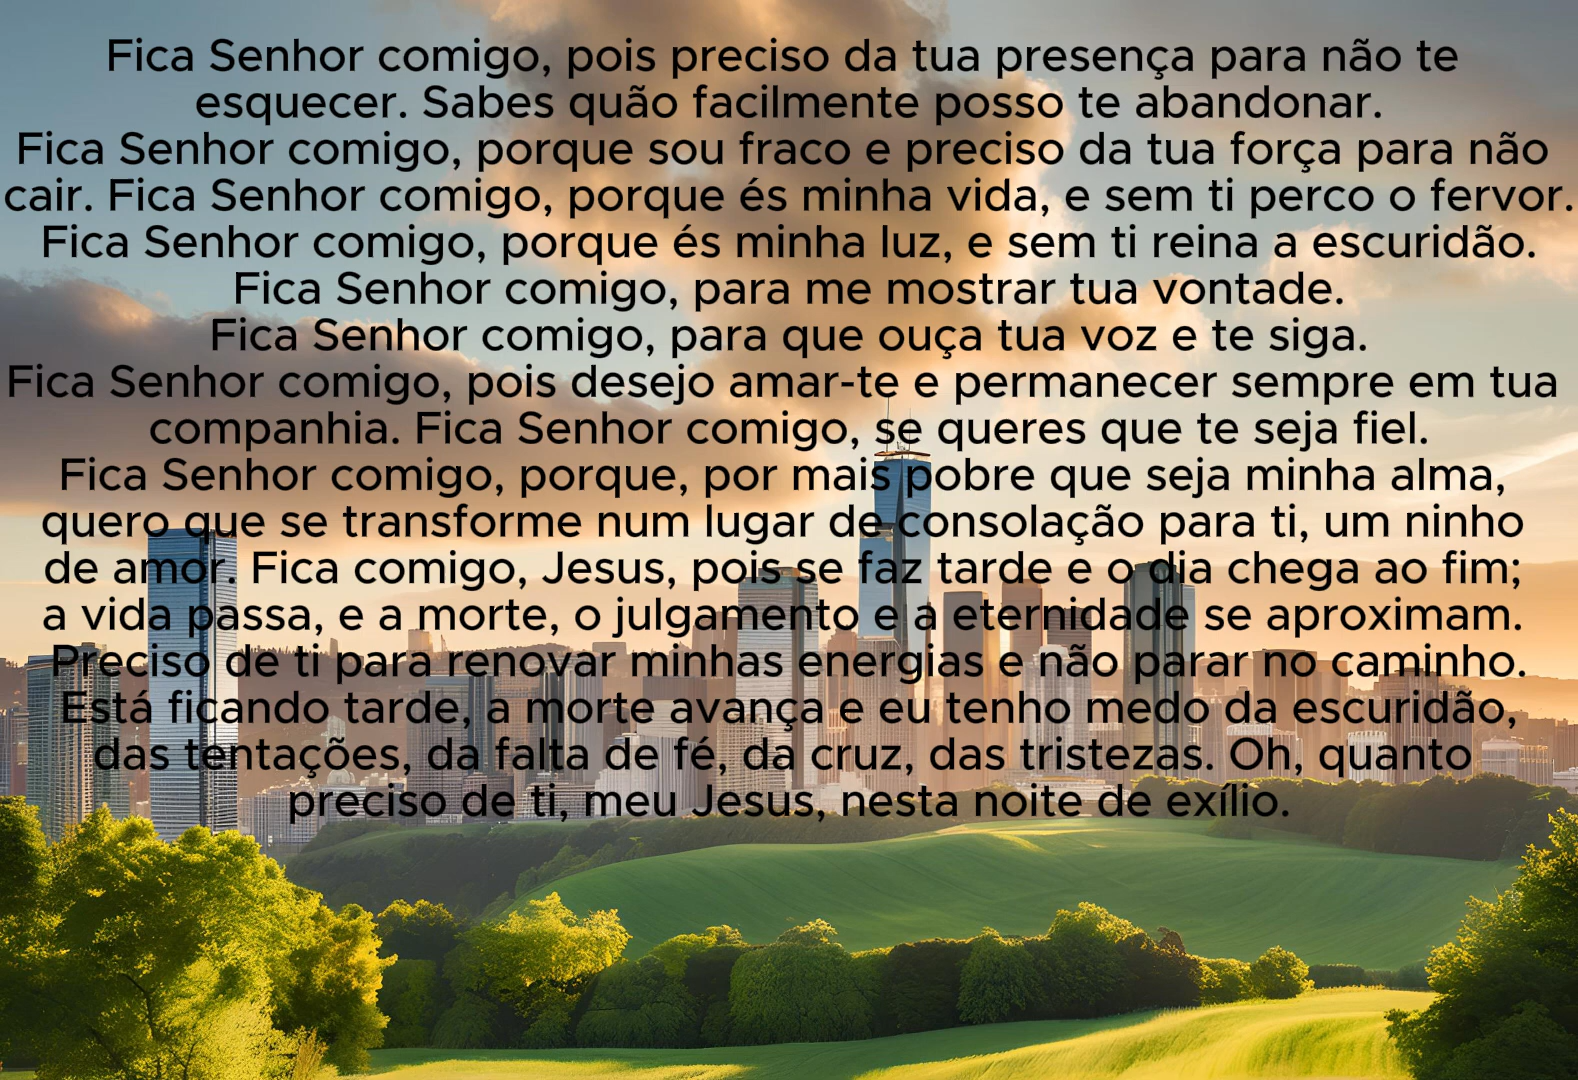 Fica Senhor comigo, pois preciso da tua presença para não te
esquecer. Sabes quão facilmente posso te abandonar.
Fica Senhor comigo, porque sou fraco e preciso da tua força para não
cair. Fica Senhor comigo, porque és minha vida, e sem ti perco o fervor.
Fica Senhor comigo, porque és minha luz, e sem ti reina a escuridão.
Fica Senhor comigo, para me mostrar tua vontade.
Fica Senhor comigo, para que ouça tua voz e te siga.
Fica Senhor comigo, pois desejo amar-te e permanecer sempre em tua
companhia. Fica Senhor comigo, se queres que te seja fiel.
Fica Senhor comigo, porque, por mais pobre que seja minha alma,
quero que se transforme num lugar de consolação para ti, um ninho
de amor. Fica comigo, Jesus, pois se faz tarde e o dia chega ao fim;
a vida passa, e a morte, o julgamento e a eternidade se aproximam.
Preciso de ti para renovar minhas energias e não parar no caminho.
Está ficando tarde, a morte avança e eu tenho medo da escuridão,
das tentações, da falta de fé, da cruz, das tristezas. Oh, quanto
preciso de ti, meu Jesus, nesta noite de exílio.